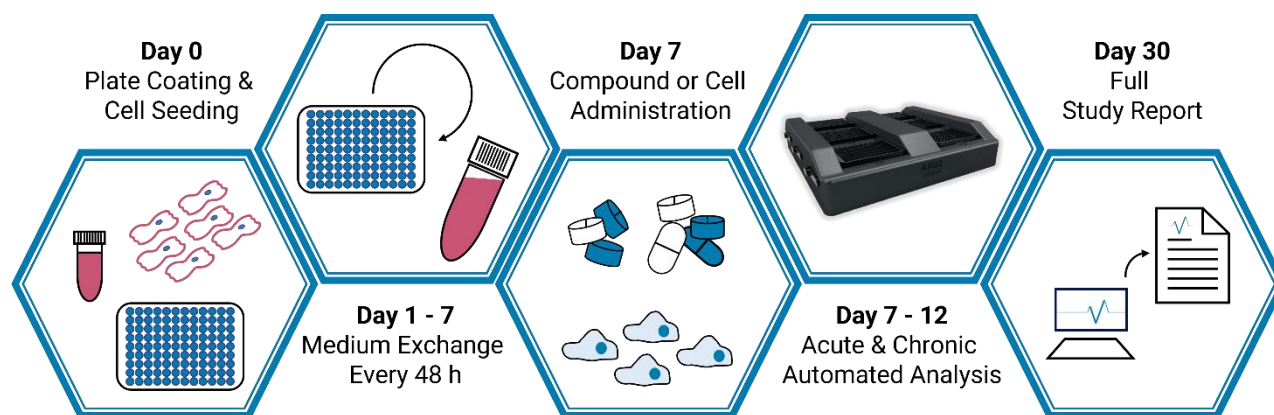 Day 0
Plate Coating &
Cell Seeding
Day 1 - 7
Medium Exchange
Every 48 h
Day 7
Compound or Cell
Administration
Day 7 - 12
Acute & Chronic
Automated Analysis
Day 30
Full
Study Report